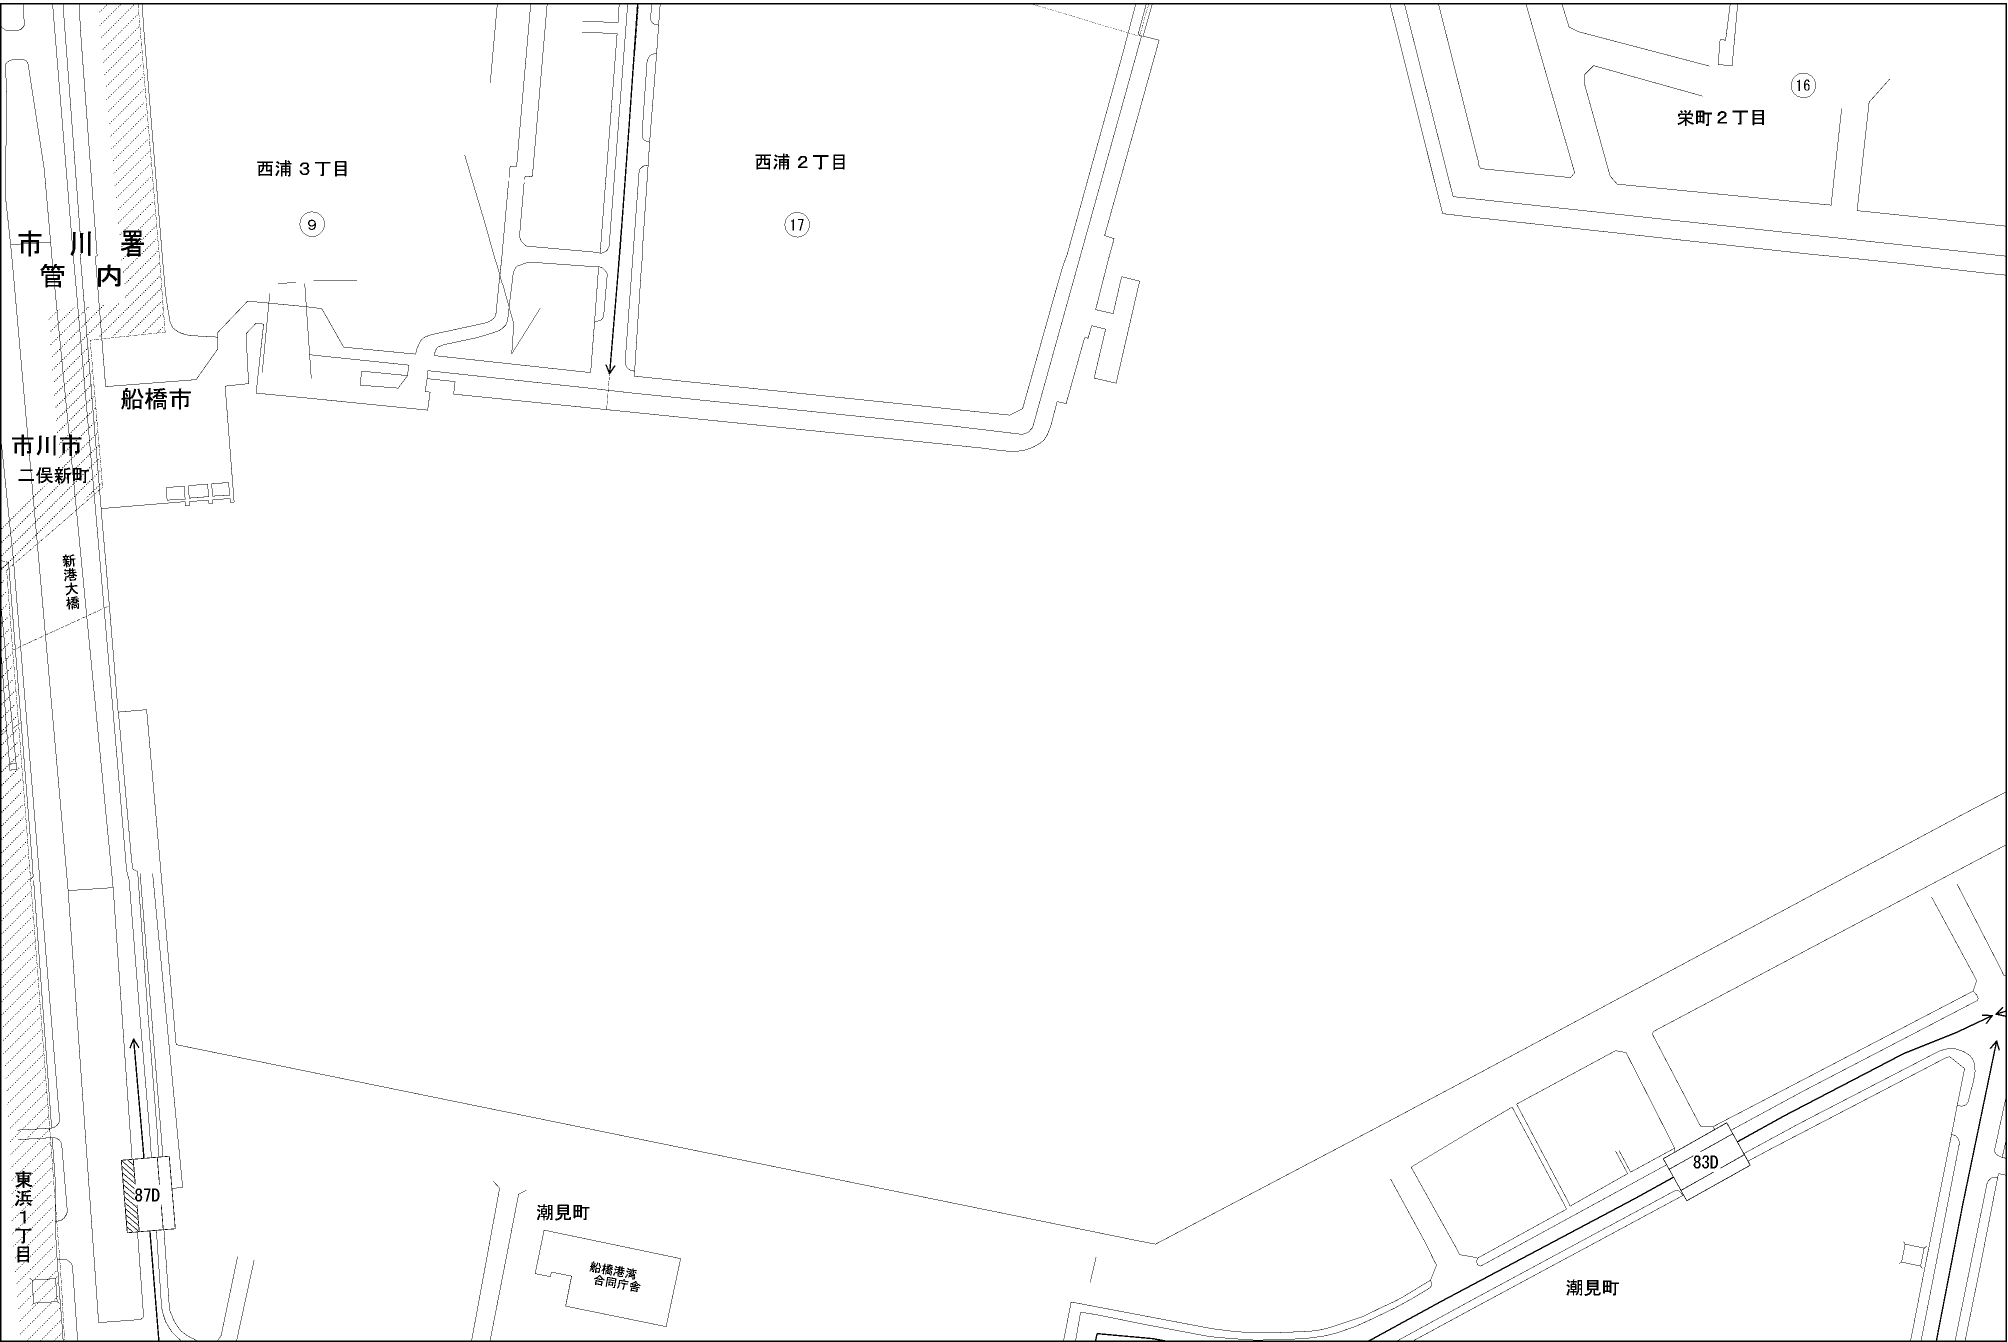 16
栄町２丁目
西浦３丁目
西浦２丁目
9
17
市川署
管内
船橋市
市川市
二俣新町
新港大橋
83D
87D
東浜１丁目
潮見町
船橋港湾
合同庁舎
潮見町